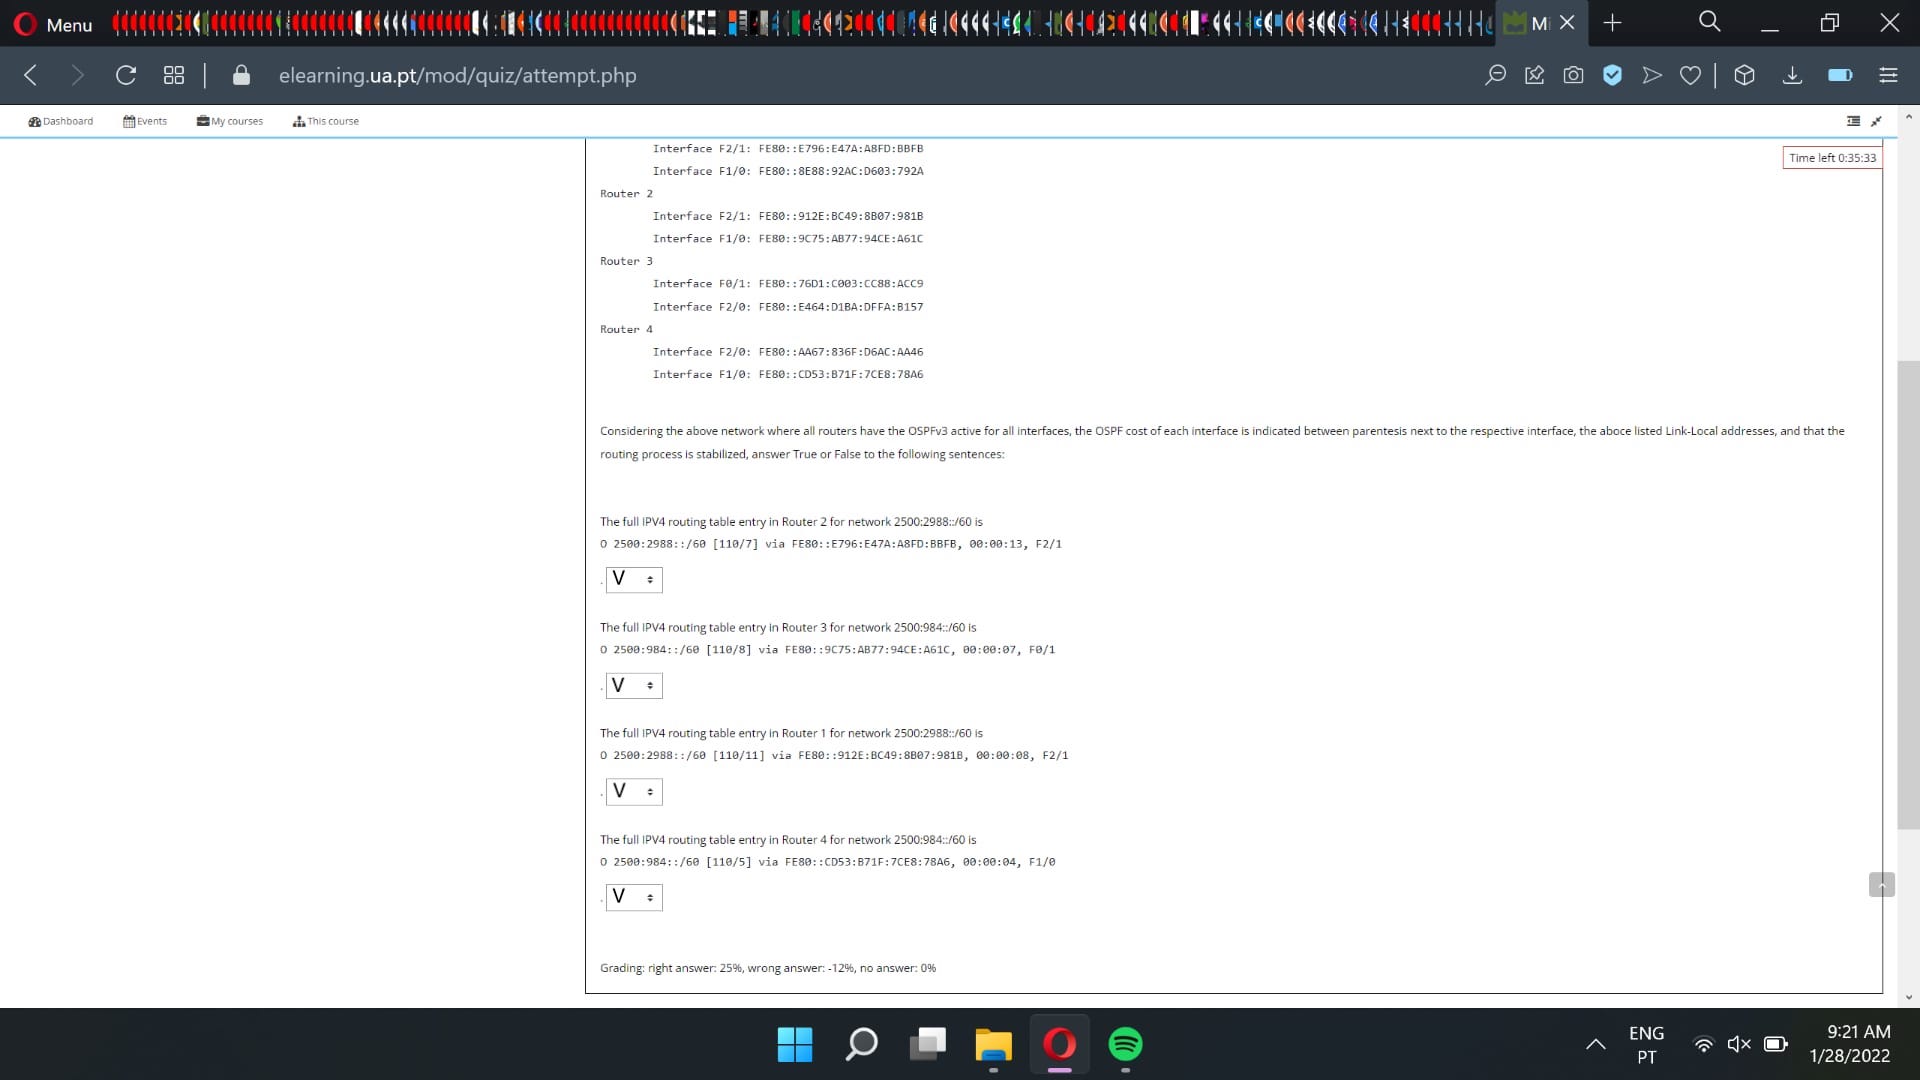 Menu
M
elearning.ua.pt/mod/quiz/attempt.php
Dashboard Events My courses This course
Time left 0:35:33
Interface F2/1: FE80::E796:E47A:A8FD:BBFB
Interface F1/0: FE80::8E88:92AC:D603:792A
Router 2
Interface F2/1: FE80::912E:BC49:8B07:981B
Interface F1/0: FE80::9C75:AB77:94CE:A61C
Router 3
Interface F0/1: FE80::76D1:C003:CC88:ACC9
Interface F2/0: FE80::E464:D1BA:DFFA:B157
Router 4
Interface F2/0: FE80::AA67:836F:D6AC:AA46
Interface F1/0: FE80::CD53:B71F:7CE8:78A6
Considering the above network where all routers have the OSPFv3 active for all interfaces, the OSPF cost of each interface is indicated between parentesis next to the respective interface, the aboce listed Link-Local addresses, and that the
routing process is stabilized, answer True or False to the following sentences:
The full IPV4 routing table entry in Router 2 for network 2500:2988::/60 is
O 2500:2988::/60 [110/7] via FE80::E796:E47A:A8FD:BBFB, 00:00:13, F2/1
. V
The full IPV4 routing table entry in Router 3 for network 2500:984::/60 is
O 2500:984::/60 [110/8] via FE80::9C75:AB77:94CE:A61C, 00:00:07, F0/1
. V
The full IPV4 routing table entry in Router 1 for network 2500:2988::/60 is
O 2500:2988::/60 [110/11] via FE80::912E:BC49:8B07:981B, 00:00:08, F2/1
. V
The full IPV4 routing table entry in Router 4 for network 2500:984::/60 is
O 2500:984::/60 [110/5] via FE80::CD53:B71F:7CE8:78A6, 00:00:04, F1/0
. V
Grading: right answer: 25%, wrong answer: -12%, no answer: 0%
ENG
PT
9:21 AM
1/28/2022